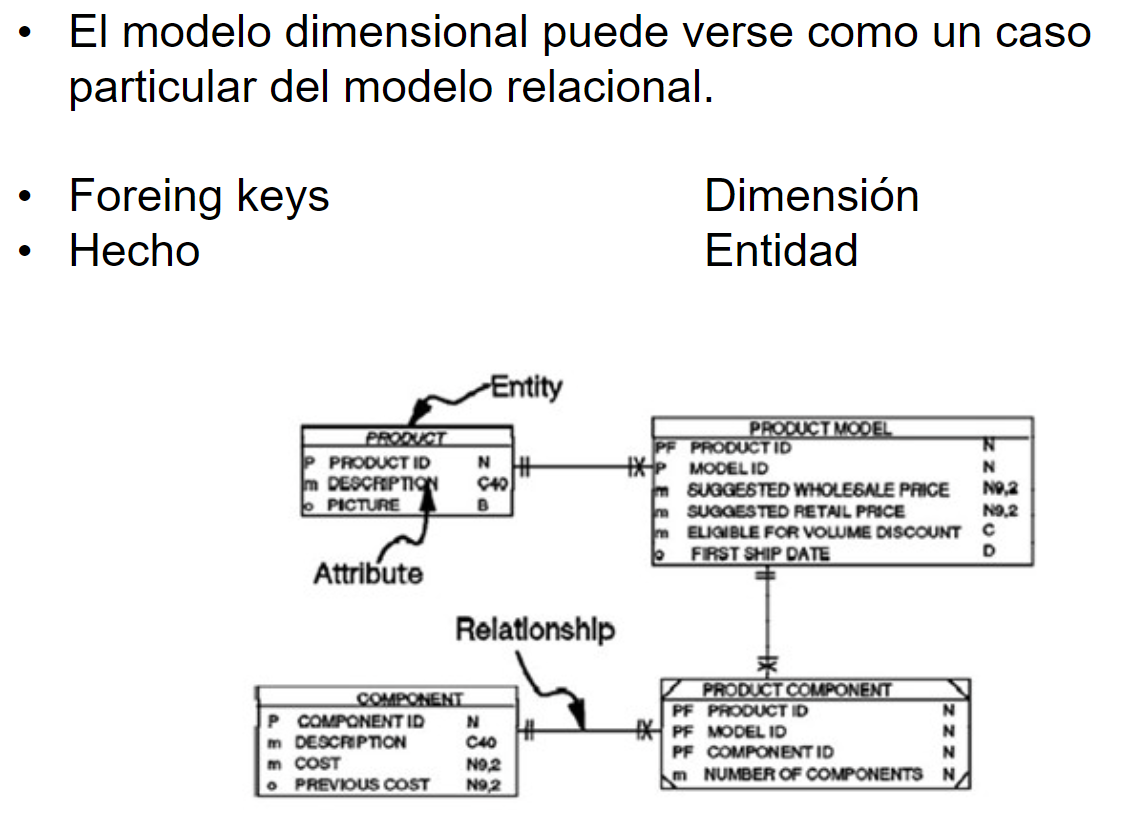 • El modelo dimensional puede verse como un caso
particular del modelo relacional.
• Foreing keys Dimensión
• Hecho Entidad
Entity
PRODUCT
P PRODUCT ID N
m DESCRIPTION C40
o PICTURE B
Attribute
PRODUCT MODEL
PF PRODUCT ID N
P MODEL ID N
m SUGGESTED WHOLESALE PRICE N9,2
m SUGGESTED RETAIL PRICE N9,2
m ELIGIBLE FOR VOLUME DISCOUNT C
o FIRST SHIP DATE D
Relationship
COMPONENT
P COMPONENT ID N
m DESCRIPTION C40
m COST N9,2
o PREVIOUS COST N9,2
PRODUCT COMPONENT
PF PRODUCT ID N
PF MODEL ID N
PF COMPONENT ID N
m NUMBER OF COMPONENTS N